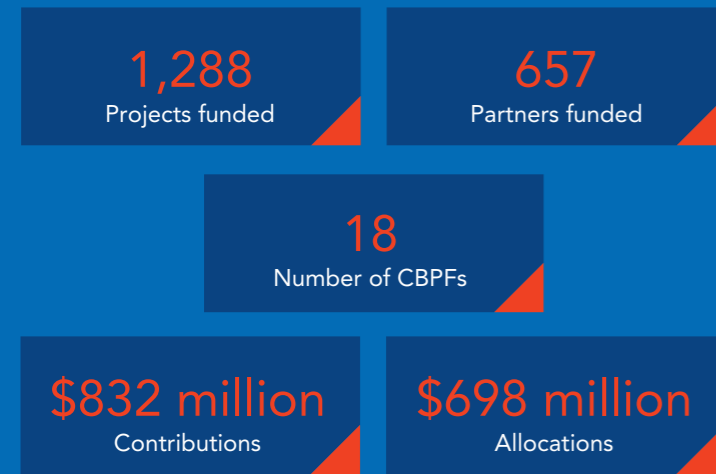 1,288
Projects funded
657
Partners funded
18
Number of CBPFs
$832 million
Contributions
$698 million
Allocations